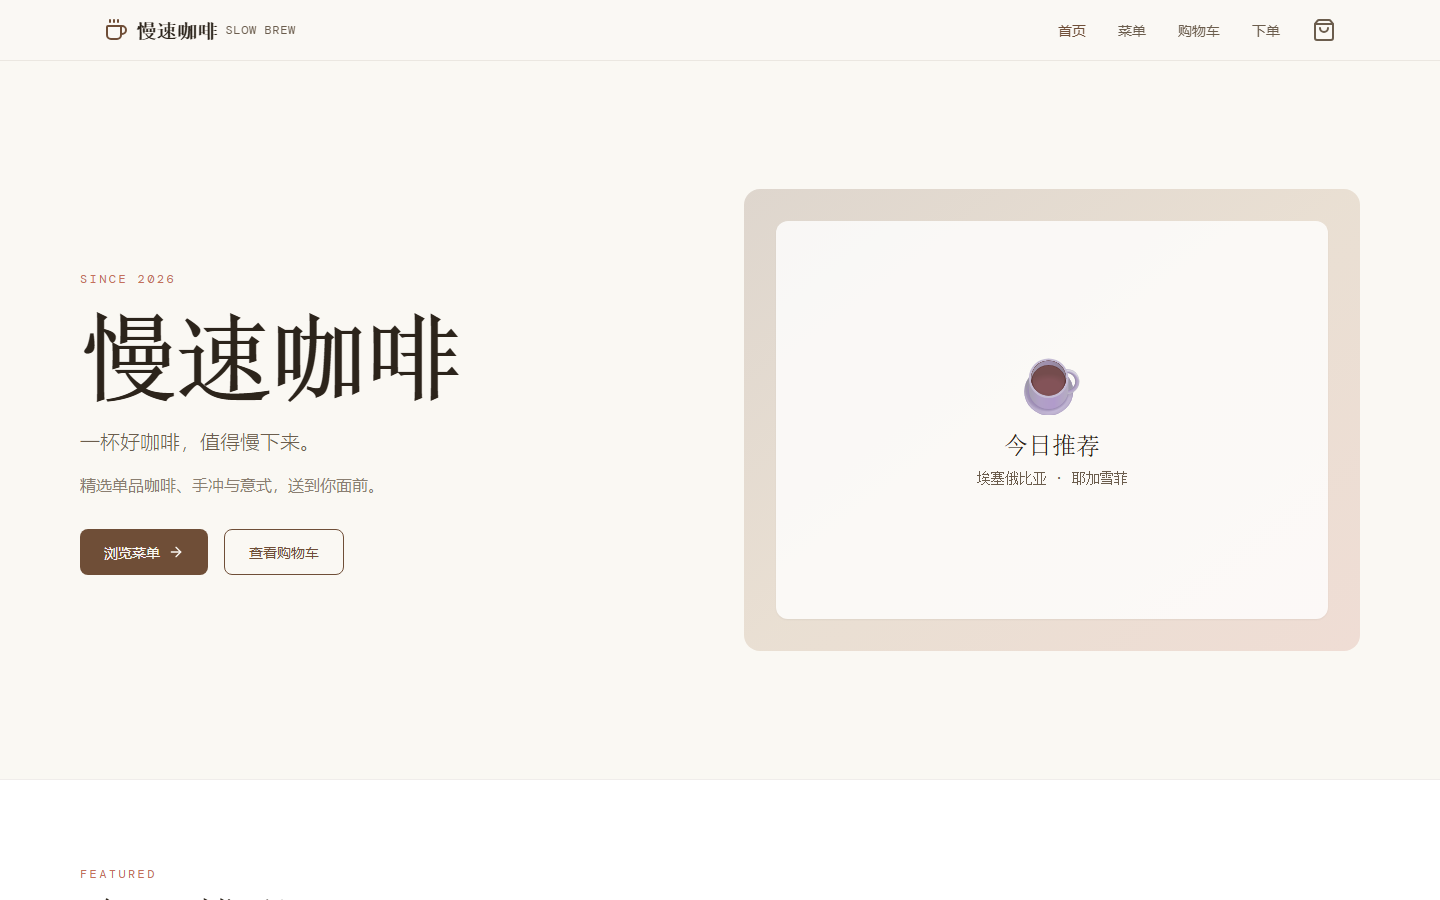 慢速咖啡 SLOW BREW
首页 菜单 购物车 下单
SINCE 2026
慢速咖啡
一杯好咖啡，值得慢下来。
精选单品咖啡、手冲与意式，送到你面前。
浏览菜单 →
查看购物车
今日推荐
埃塞俄比亚 · 耶加雪菲
FEATURED